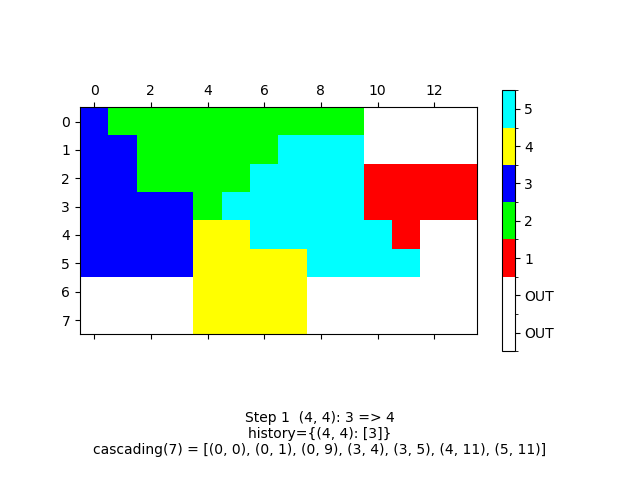 0 2 4 6 8 10 12
0
1
2
3
4
5
6
7
5
4
3
2
1
OUT
OUT
Step 1  (4, 4): 3 => 4
history={(4, 4): [3]}
cascading(7) = [(0, 0), (0, 1), (0, 9), (3, 4), (3, 5), (4, 11), (5, 11)]